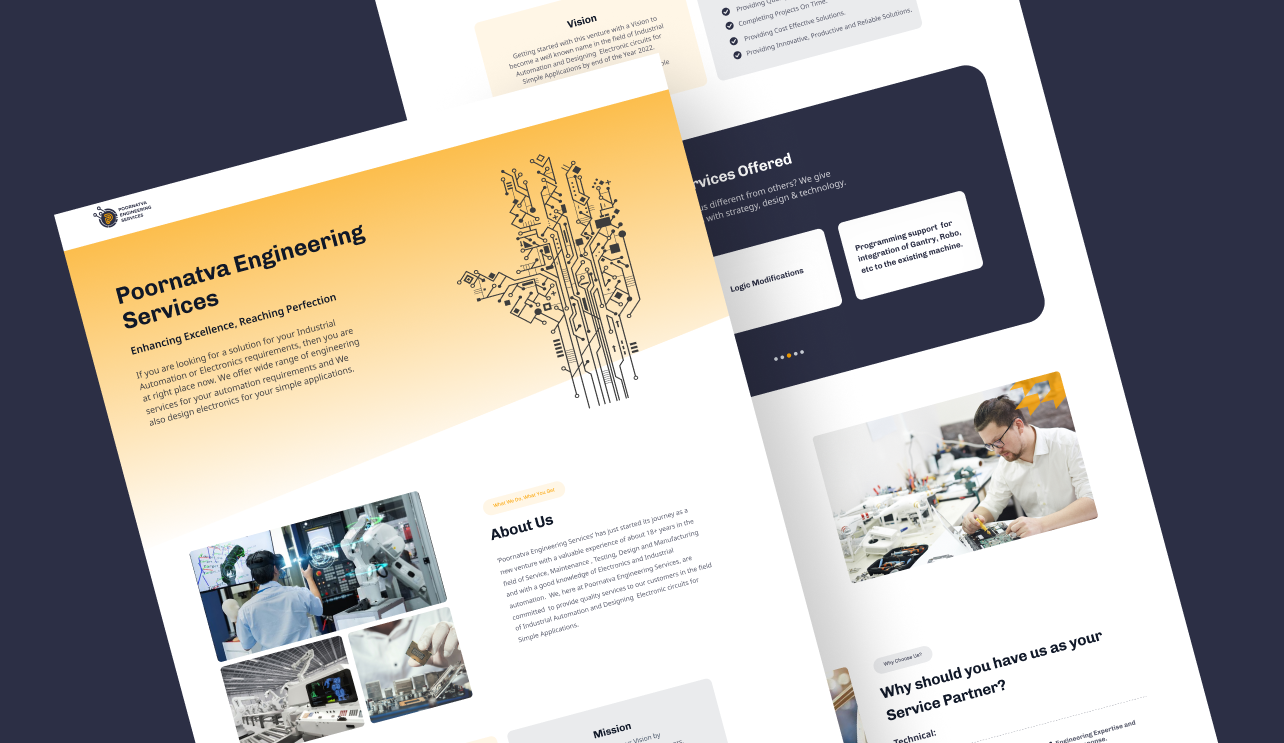 POORNATVA
ENGINEERING
SERVICES
Poornatva Engineering
Services
Enhancing Excellence, Reaching Perfection
If you are looking for a solution for your Industrial
Automation or Electronics requirements, then you are
at right place now. We offer wide range of engineering
services for your automation requirements and We
also design electronics for your simple applications.
What We Do, What You Get
About Us
'Poornatva Engineering Services' has just started its journey as a
new venture with a valuable experience of about 18+ years in the
field of Service, Maintenance , Testing, Design and Manufacturing
and with a good knowledge of Electronics and Industrial
automation. We, here at Poornatva Engineering Services, are
committed to provide quality services to our customers in the field
of Industrial Automation and Designing Electronic circuits for
Simple Applications.
Mission
Vision by
Vision
Getting started with this venture with a Vision to
become a well known name in the field of Industrial
Automation and Designing Electronic circuits for
Simple Applications by end of the Year 2022.
Providing
Completing Projects On Time.
Providing Cost Effective Solutions.
Providing Innovative, Productive and Reliable Solutions.
Offered
us different from others? We give
with strategy, design & technology.
Logic Modifications
Programming support for
integration of Gantry, Robo,
etc to the existing machine.
Why Choose Us?
Why should you have us as your
Service Partner?
Technical:
Engineering Expertise and